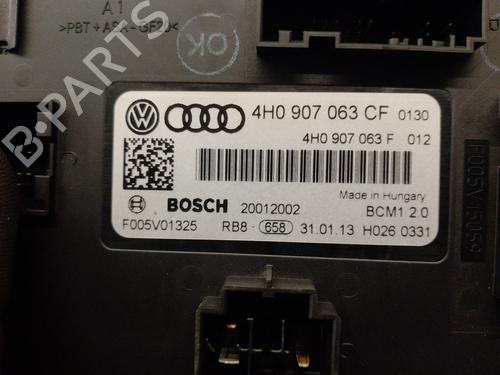 A1
>PBT+ASA-GF20<
OK
4H0 907 063 CF 0130
4H0 907 063 F 012
Made in Hungary
BOSCH 20012002 BCM1 2.0
F005V01325 RB8- 658 31.01.13 H026 0331
B-PARTS